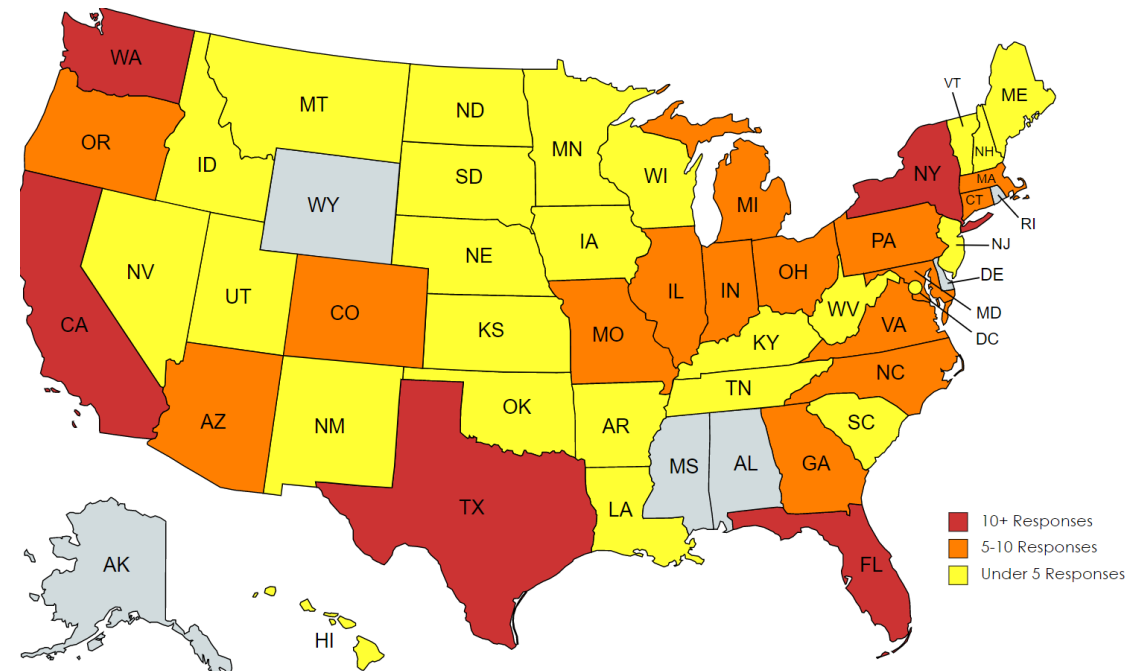 WA
MT
ND
MN
VT
ME
OR
ID
SD
WI
NH
NY
MA
WY
MI
CT
RI
IA
PA
NJ
NE
NV
OH
DE
UT
IL
IN
CO
WV
MD
CA
KS
MO
VA
DC
KY
NC
TN
AZ
OK
NM
AR
SC
MS
AL
GA
TX
LA
10+ Responses
5-10 Responses
AK
FL
Under 5 Responses
HI